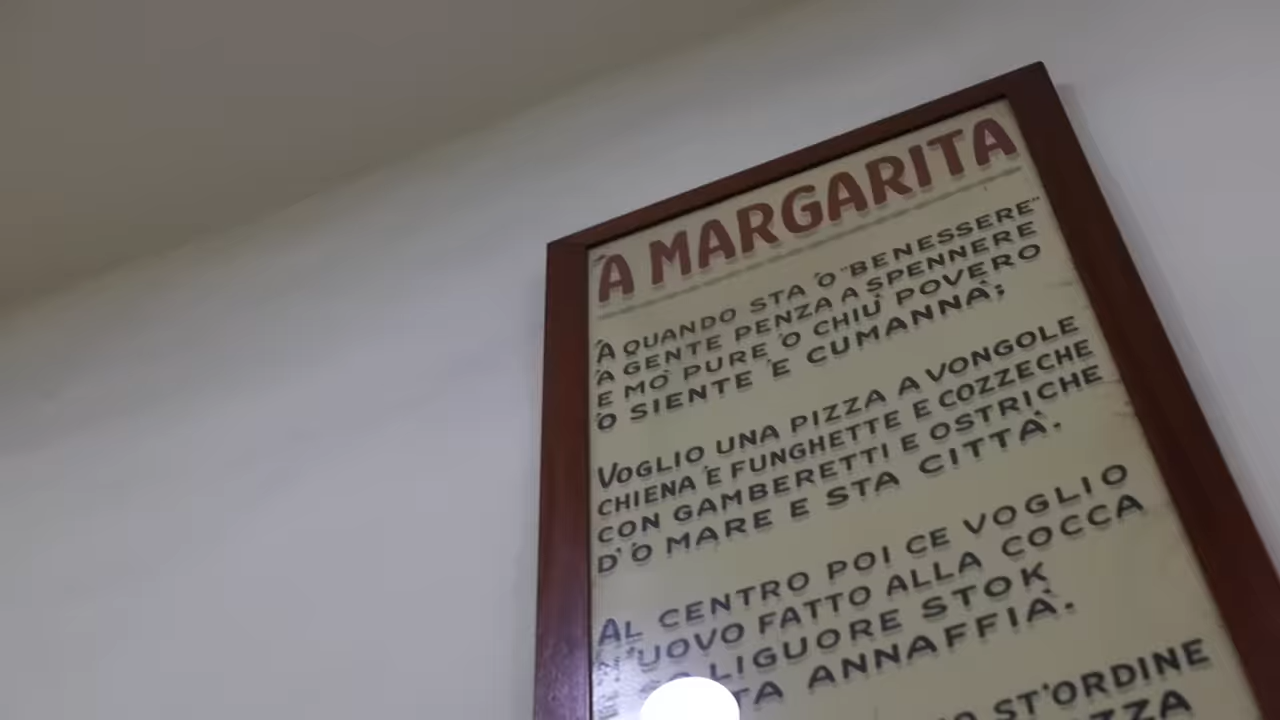 'A MARGARITA
'A QUANDO STA 'O "BENESSERE"
'A GENTE PENZA A SPENNERE
E MO' PURE 'O CHIU' POVERO
'O SIENTE 'E CUMANNA';
VOGLIO UNA PIZZA A VONGOLE
CHIENA 'E FUNGHETTE E COZZECHE
CON GAMBERETTI E OSTRICHE
D' 'O MARE E STA CITTA'.
AL CENTRO POI CE VOGLIO
N'UOVO FATTO ALLA COCCA
LIGUORE STOK
ANNAFFIA'.
ST'ORDINE